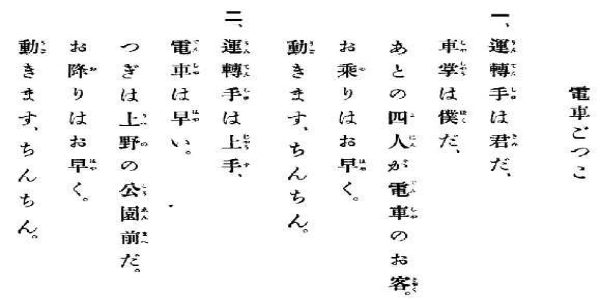 電車ごつこ
一、運轉手は君だ、
車掌は僕だ、
あとの四人が電車のお客。
お乘りはお早く。
動きます、ちんちん。
二、運轉手は上手、
電車は早い。
つぎは上野の公園前だ。
お降りはお早く。
動きます、ちんちん。